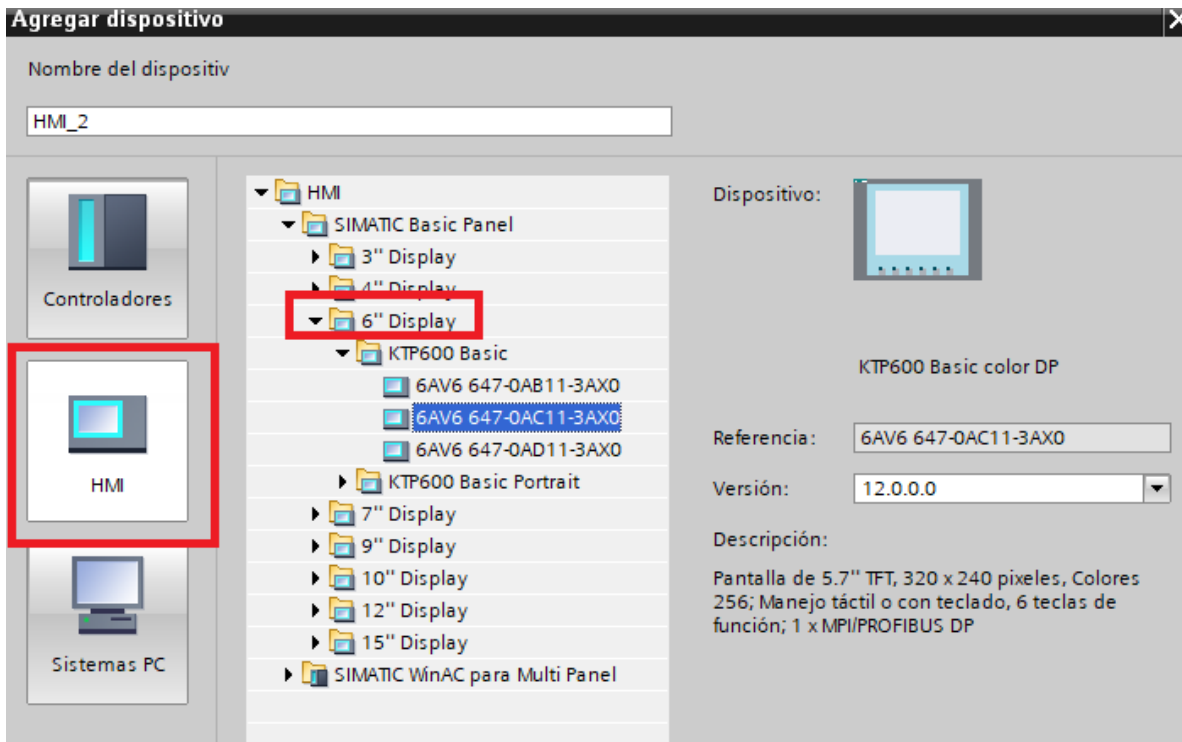 Agregar dispositivo
Nombre del dispositiv
HMI_2
Controladores
HMI
Sistemas PC
HMI
SIMATIC Basic Panel
3" Display
4" Display
6" Display
KTP600 Basic
6AV6 647-0AB11-3AX0
6AV6 647-0AC11-3AX0
6AV6 647-0AD11-3AX0
KTP600 Basic Portrait
7" Display
9" Display
10" Display
12" Display
15" Display
SIMATIC WinAC para Multi Panel
Dispositivo:
KTP600 Basic color DP
Referencia: 6AV6 647-0AC11-3AX0
Versión: 12.0.0.0
Descripción:
Pantalla de 5.7" TFT, 320 x 240 pixeles, Colores
256; Manejo táctil o con teclado, 6 teclas de
función; 1 x MPI/PROFIBUS DP